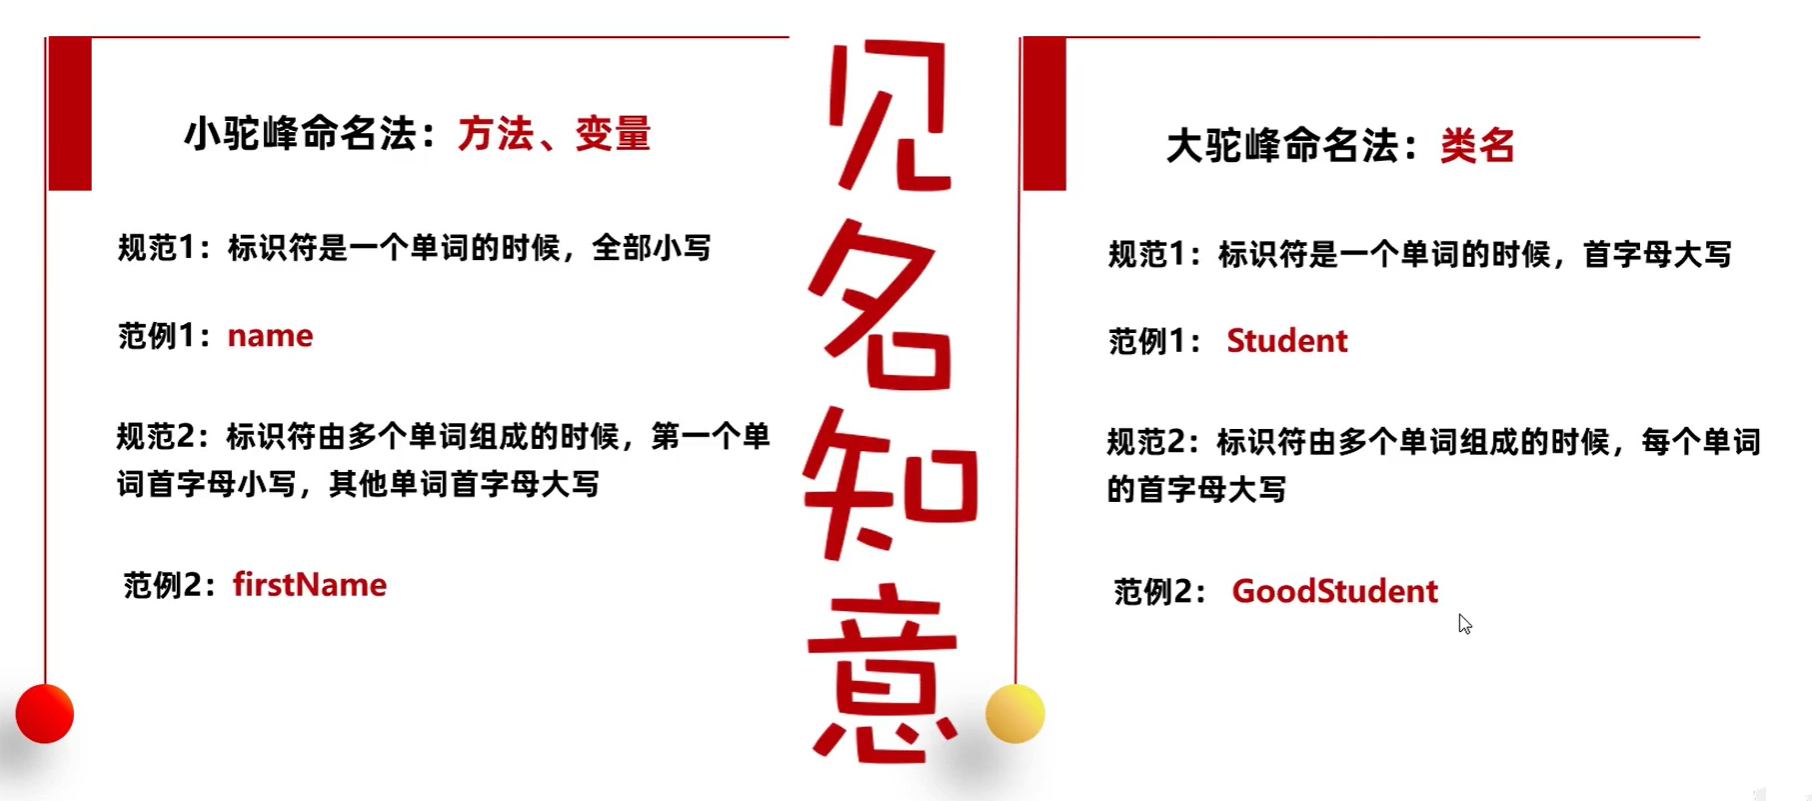 小驼峰命名法：方法、变量
规范1：标识符是一个单词的时候，全部小写
范例1：name
规范2：标识符由多个单词组成的时候，第一个单
词首字母小写，其他单词首字母大写
范例2：firstName
见
名
知
意
大驼峰命名法：类名
规范1：标识符是一个单词的时候，首字母大写
范例1： Student
规范2：标识符由多个单词组成的时候，每个单词
的首字母大写
范例2： GoodStudent